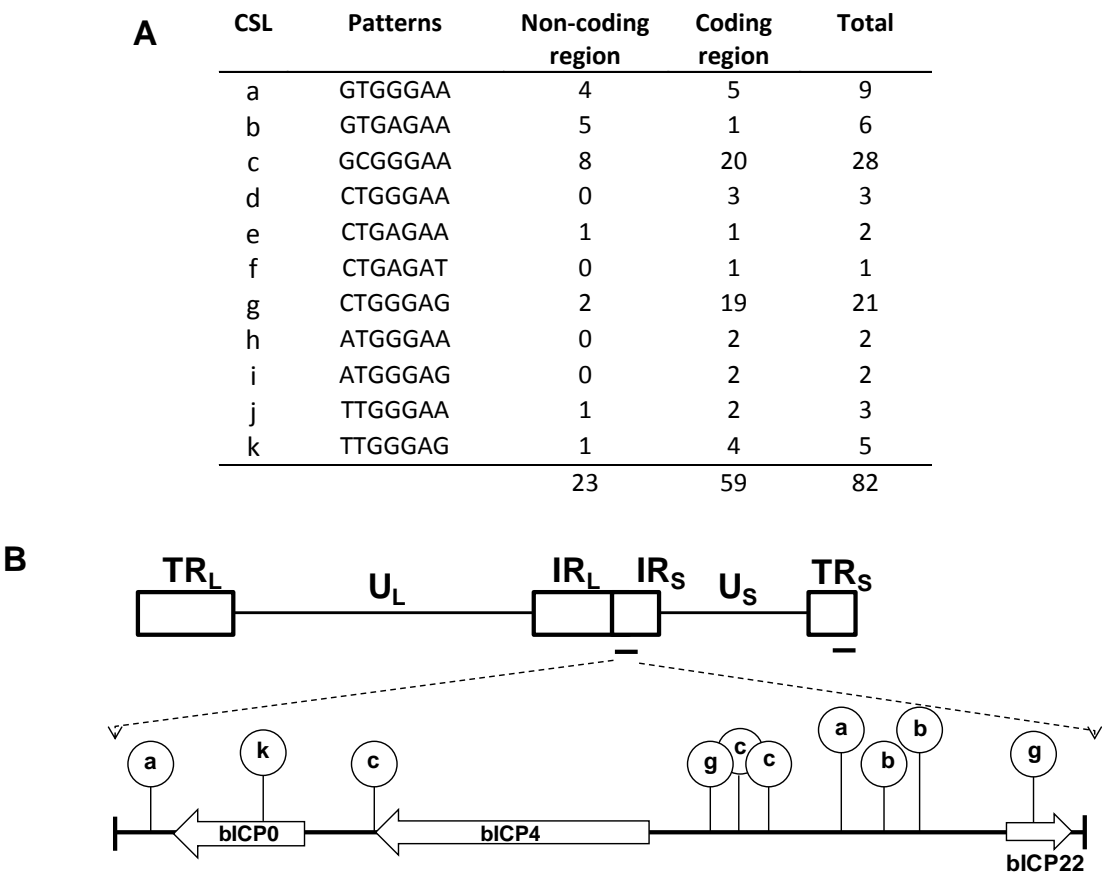 A
CSL Patterns Non-coding region Coding region Total
a GTGGGAA 4 5 9
b GTGAGAA 5 1 6
c GCGGGAA 8 20 28
d CTGGGAA 0 3 3
e CTGAGAA 1 1 2
f CTGAGAT 0 1 1
g CTGGGAG 2 19 21
h ATGGGAA 0 2 2
i ATGGGAG 0 2 2
j TTGGGAA 1 2 3
k TTGGGAG 1 4 5
23 59 82
B
TRL UL IRL IRS US TRS
a k c g c c a b b g
bICP0 bICP4
bICP22